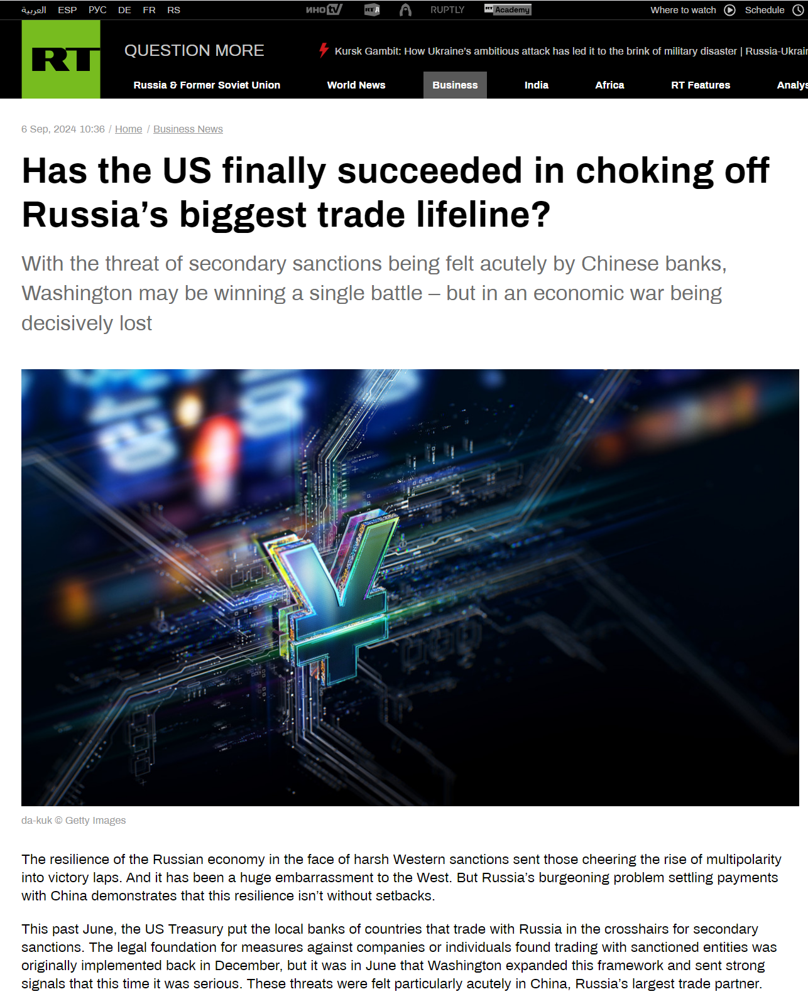 العربية ESP РУС DE FR RS ИНО TV RT Д RUPTLY RT Academy Where to watch Schedule
RT
QUESTION MORE
Kursk Gambit: How Ukraine’s ambitious attack has led it to the brink of military disaster | Russia-Ukrain
Russia & Former Soviet Union World News Business India Africa RT Features Analys
6 Sep, 2024 10:36 / Home / Business News
Has the US finally succeeded in choking off
Russia’s biggest trade lifeline?
With the threat of secondary sanctions being felt acutely by Chinese banks,
Washington may be winning a single battle – but in an economic war being
decisively lost
¥
da-kuk © Getty Images
The resilience of the Russian economy in the face of harsh Western sanctions sent those cheering the rise of multipolarity
into victory laps. And it has been a huge embarrassment to the West. But Russia’s burgeoning problem settling payments
with China demonstrates that this resilience isn’t without setbacks.
This past June, the US Treasury put the local banks of countries that trade with Russia in the crosshairs for secondary
sanctions. The legal foundation for measures against companies or individuals found trading with sanctioned entities was
originally implemented back in December, but it was in June that Washington expanded this framework and sent strong
signals that this time it was serious. These threats were felt particularly acutely in China, Russia’s largest trade partner.